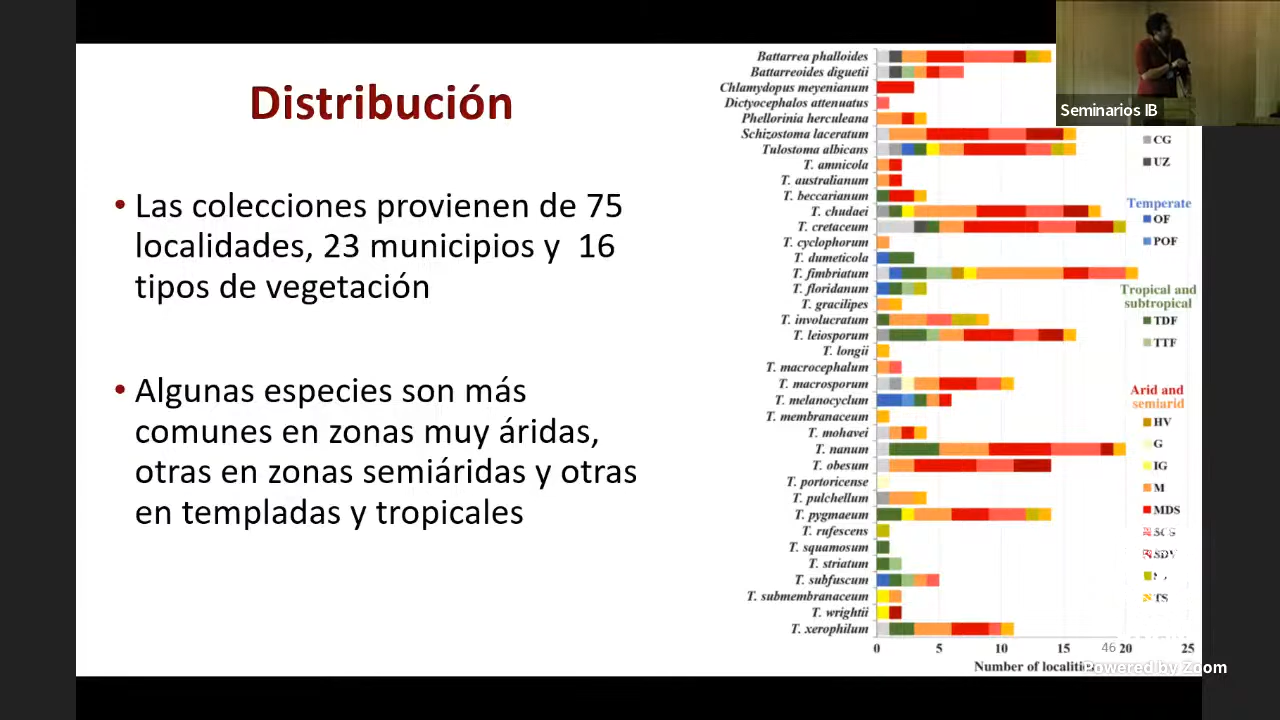 Distribución
• Las colecciones provienen de 75
localidades, 23 municipios y 16
tipos de vegetación
• Algunas especies son más
comunes en zonas muy áridas,
otras en zonas semiáridas y otras
en templadas y tropicales
Battarrea phalloides
Battarreoides diguetii
Chlamydopus meyenianum
Dictyocephalos attenuatus
Phellorinia herculeana
Schizostoma laceratum
Tulostoma albicans
T. amnicola
T. australianum
T. beccarianum
T. chudaei
T. cretaceum
T. cyclophorum
T. dumeticola
T. fimbriatum
T. floridanum
T. gracilipes
T. involucratum
T. leiosporum
T. longii
T. macrocephalum
T. macrosporum
T. melanocyclum
T. membranaceum
T. mohavei
T. nanum
T. obesum
T. portoricense
T. pulchellum
T. pygmaeum
T. rufescens
T. squamosum
T. striatum
T. subfuscum
T. submembranaceum
T. wrightii
T. xerophilum
0 5 10 15 20 25
Number of
46
Seminarios IB
CG
UZ
Temperate
OF
POF
Tropical and
subtropical
TDF
TTF
Arid and
semiarid
HV
G
IG
M
MDS
SCS
SDV
TS
Powered by Zoom